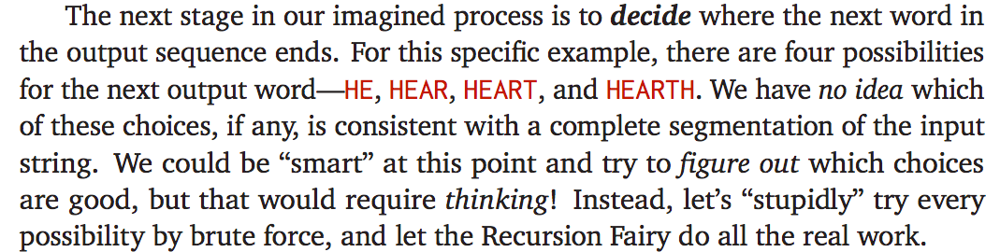 The next stage in our imagined process is to decide where the next word in
the output sequence ends. For this specific example, there are four possibilities
for the next output word—HE, HEAR, HEART, and HEARTH. We have no idea which
of these choices, if any, is consistent with a complete segmentation of the input
string. We could be “smart” at this point and try to figure out which choices
are good, but that would require thinking! Instead, let’s “stupidly” try every
possibility by brute force, and let the Recursion Fairy do all the real work.